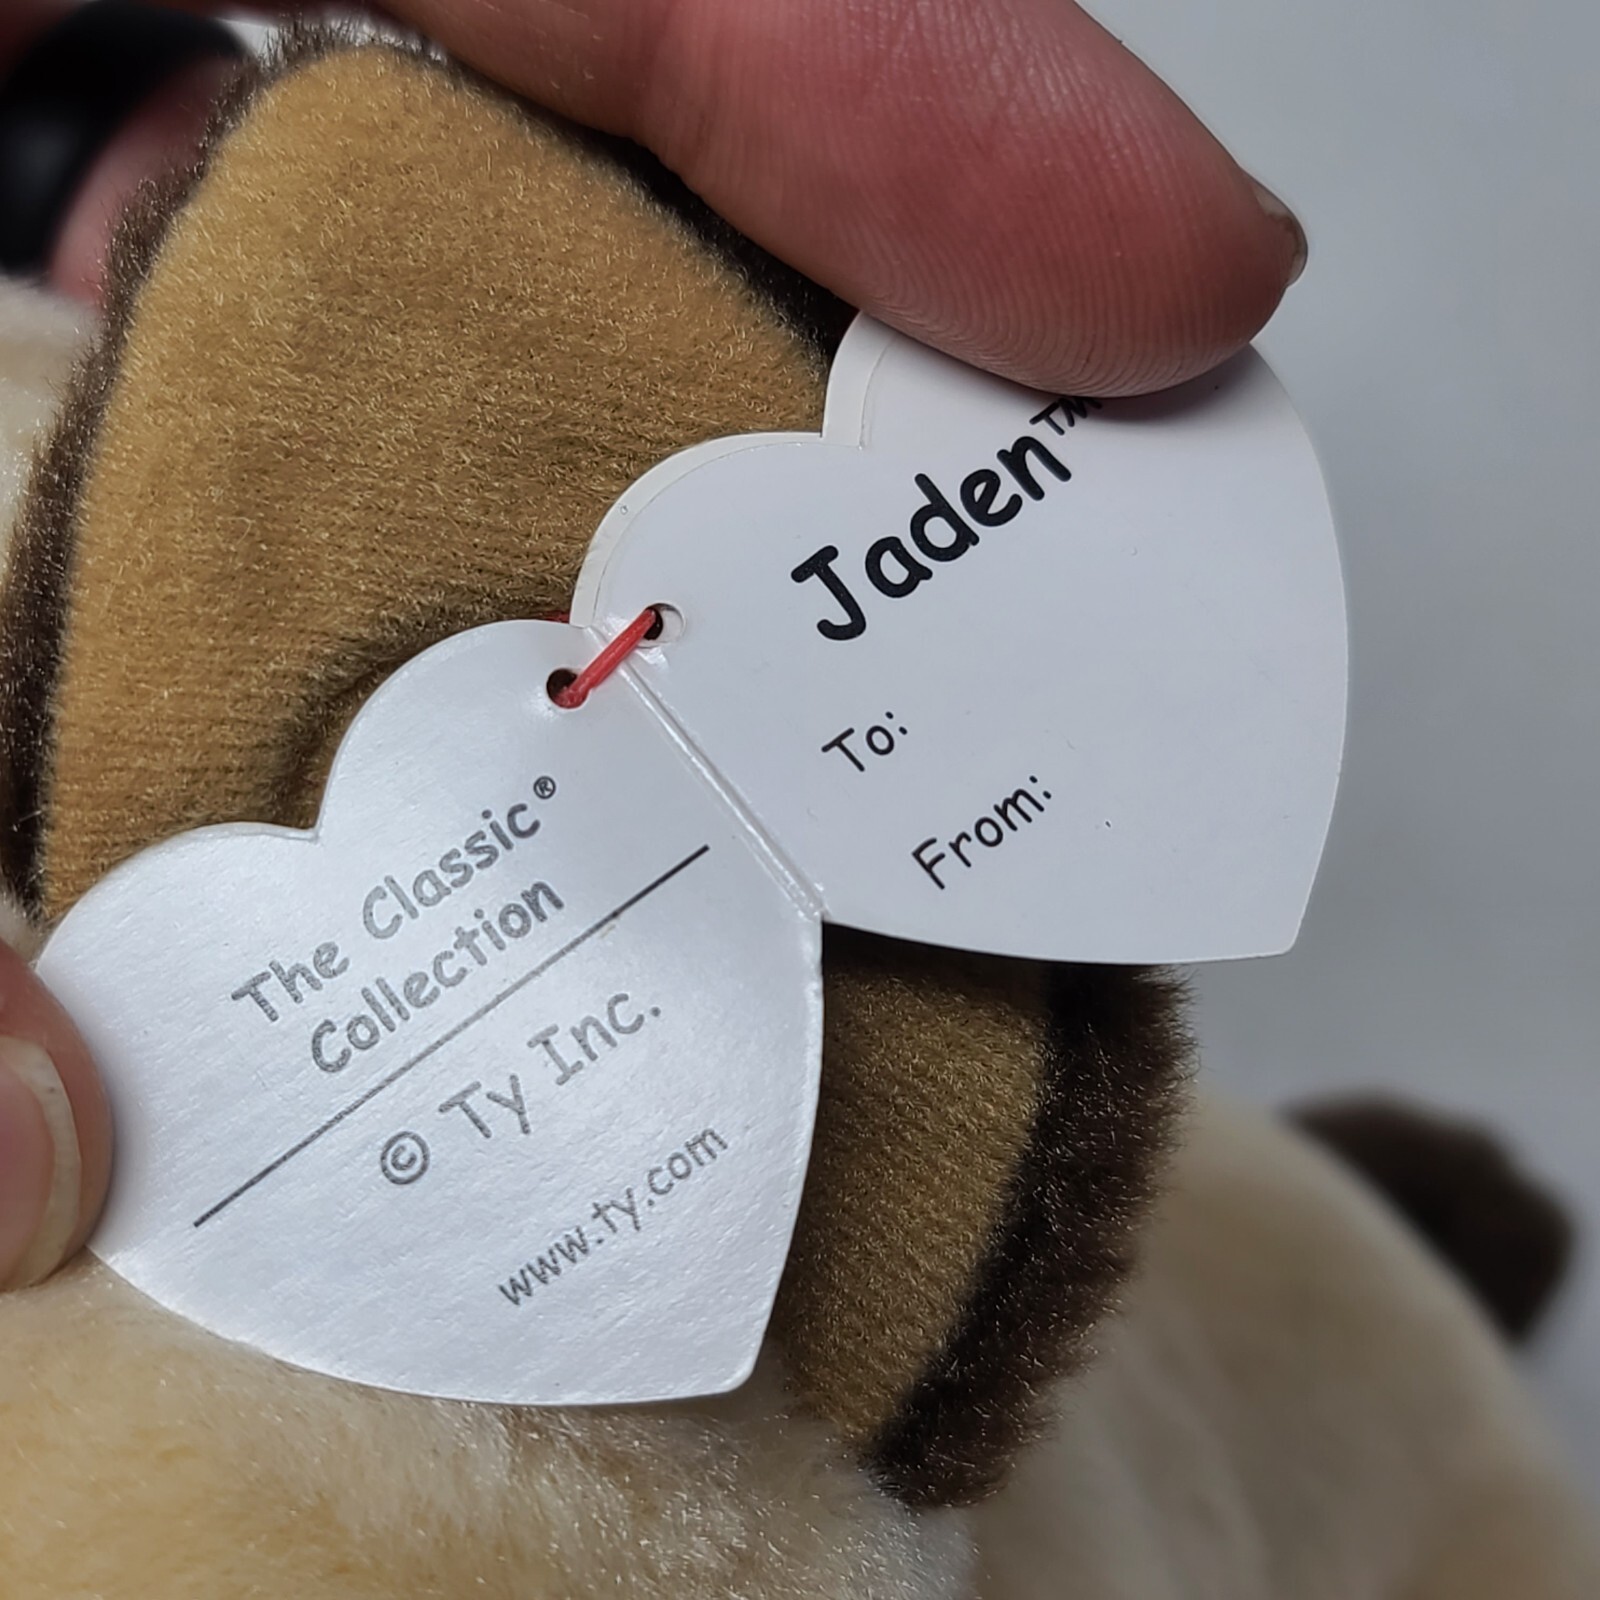 The Classic®
Collection
© Ty Inc.
www.ty.com
Jaden™
To:
From: